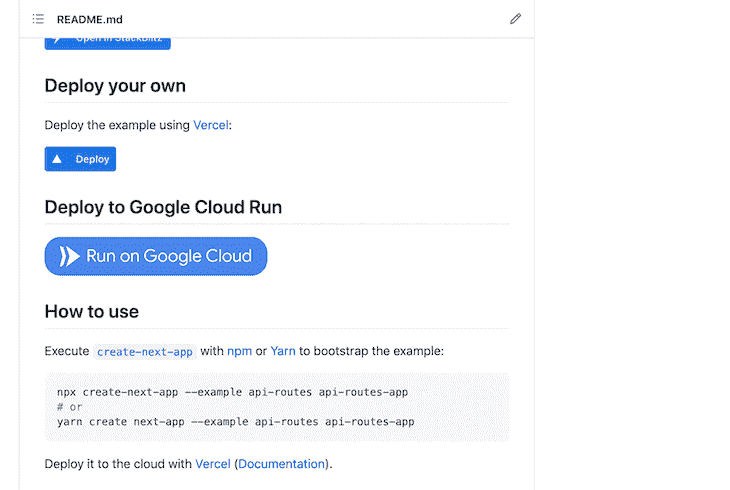 README.md
Open in StackBlitz
Deploy your own
Deploy the example using Vercel:
Deploy
Deploy to Google Cloud Run
Run on Google Cloud
How to use
Execute create-next-app with npm or Yarn to bootstrap the example:
npx create-next-app --example api-routes api-routes-app
# or
yarn create next-app --example api-routes api-routes-app
Deploy it to the cloud with Vercel (Documentation).